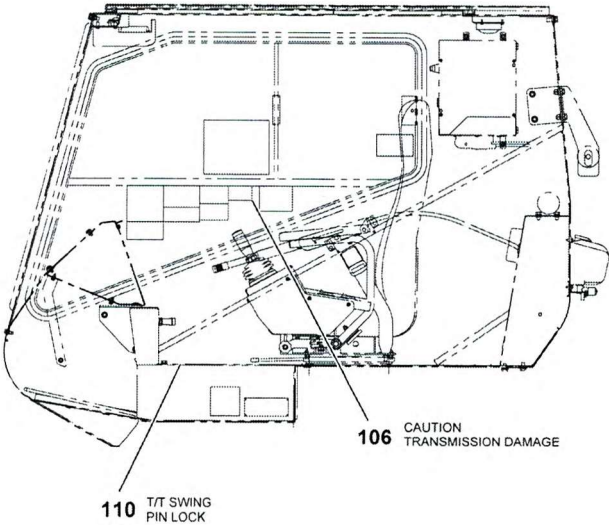 106 CAUTION
TRANSMISSION DAMAGE
110 T/T SWING
PIN LOCK